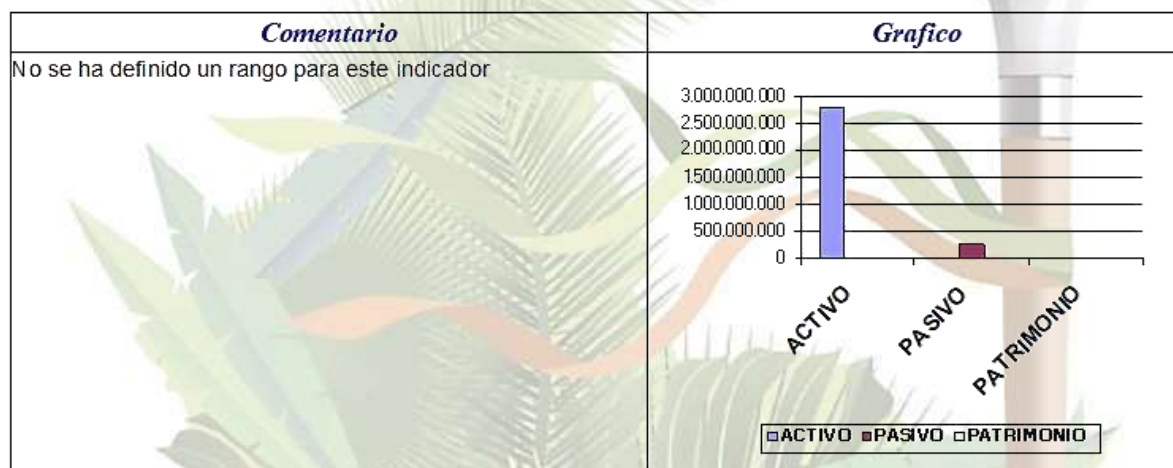 Comentario
Grafico
No se ha definido un rango para este indicador
3.000.000.000
2.500.000.000
2.000.000.000
1.500.000.000
1.000.000.000
500.000.000
0
ACTIVO
PASIVO
PATRIMONIO
ACTIVO PASIVO PATRIMONIO